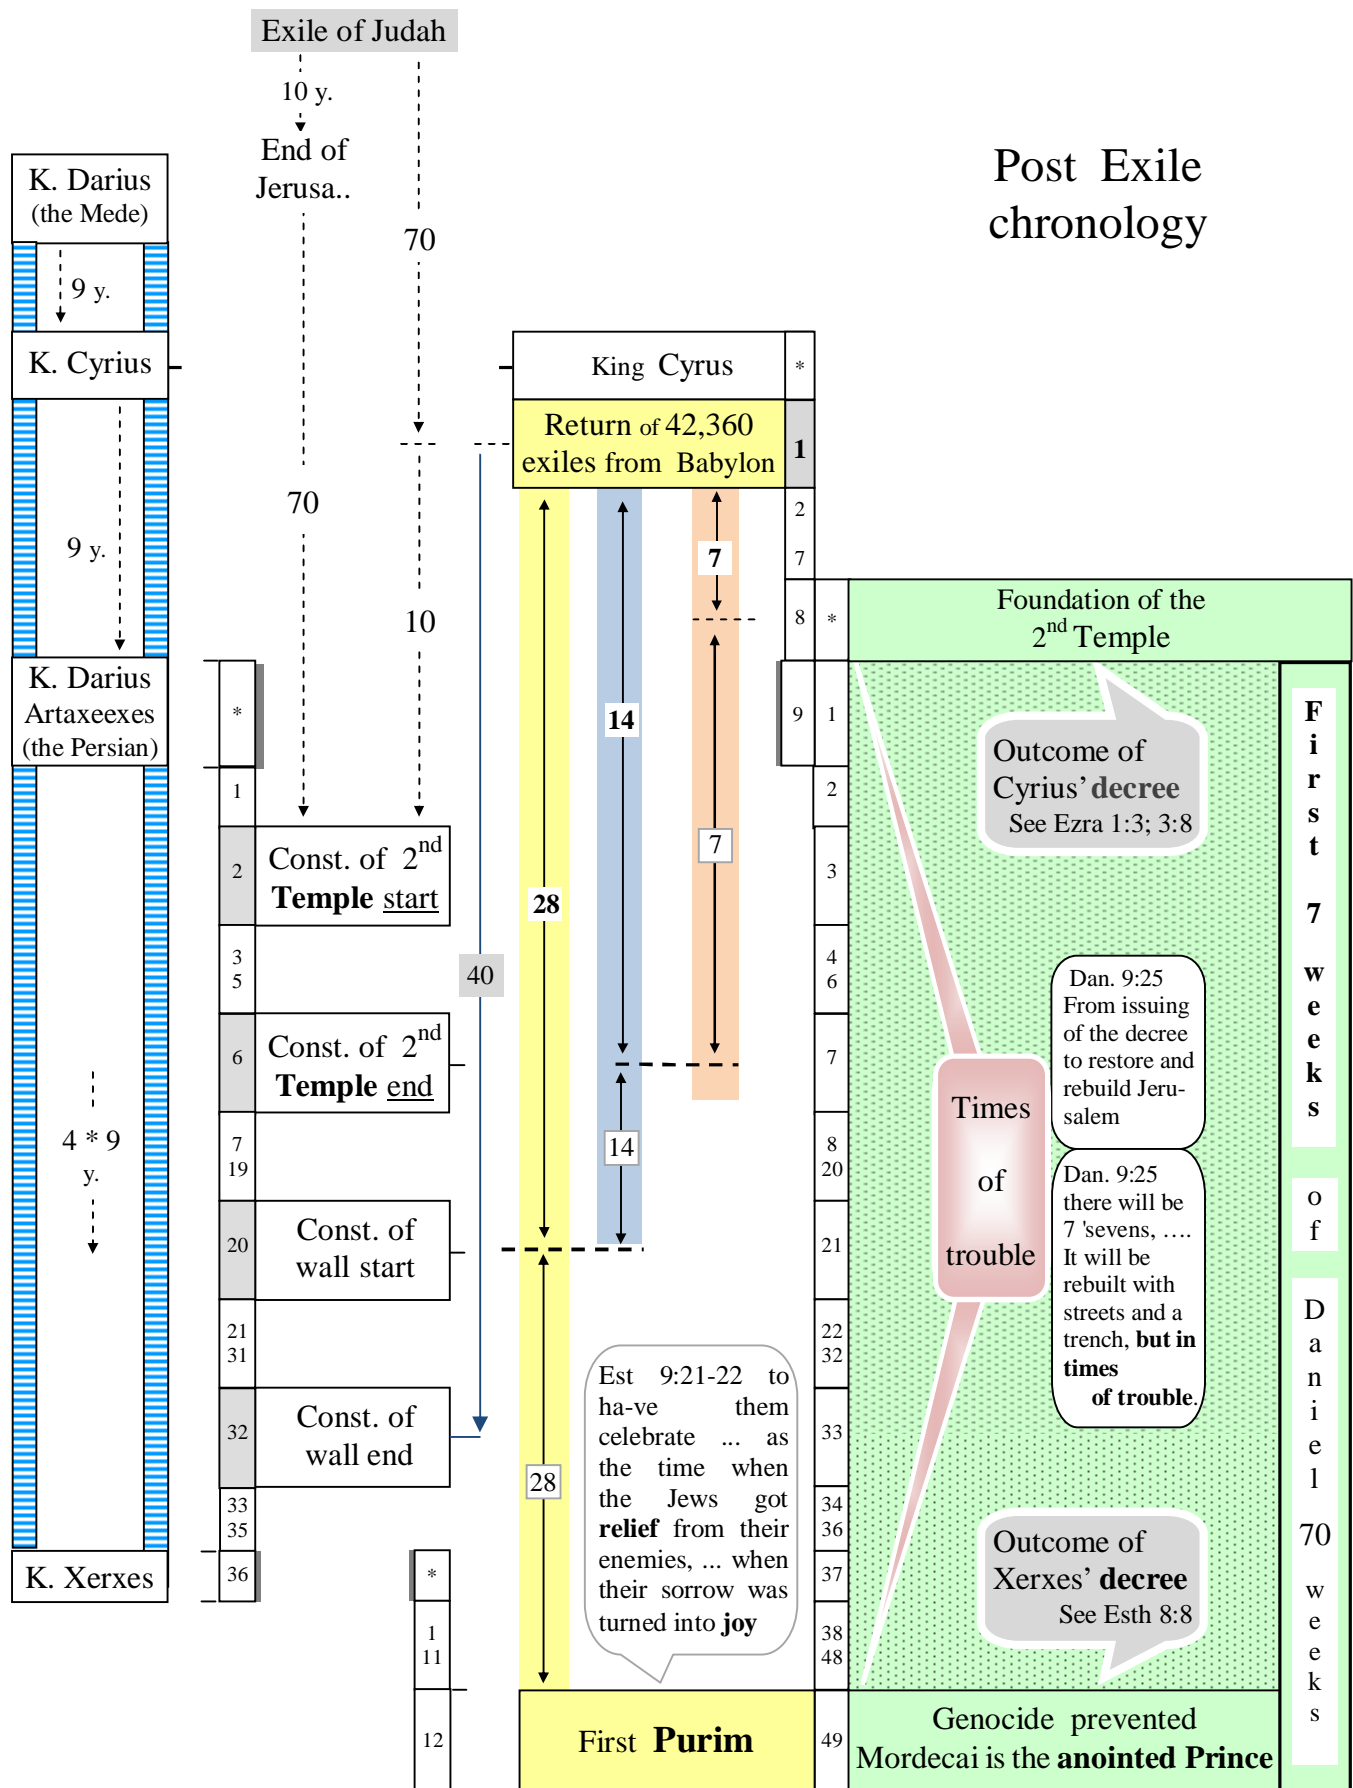 Exile of Judah
10 y.
End of
Jerusa..
Post Exile
chronology
K. Darius
(the Mede)
70
9 y.
K. Cyrius
King Cyrus
*
Return of 42,360
exiles from Babylon
1
70
2
7
7
9 y.
10
8
*
Foundation of the
2nd Temple
K. Darius
Artaxeexes
(the Persian)
*
14
9
1
Outcome of
Cyrius’ decree
See Ezra 1:3; 3:8
1
2
2
Const. of 2nd
Temple start
7
3
28
3
5
40
4
6
Dan. 9:25
From issuing
of the decree
to restore and
rebuild Jeru-
salem
6
Const. of 2nd
Temple end
7
Times
of
trouble
4 * 9
y.
7
19
14
8
20
Dan. 9:25
there will be
7 'sevens, ….
It will be
rebuilt with
streets and a
trench, but in
times
of trouble.
20
Const. of
wall start
21
21
31
22
32
Est 9:21-22 to
ha-ve them
celebrate ... as
the time when
the Jews got
relief from their
enemies, ... when
their sorrow was
turned into joy
32
Const. of
wall end
33
28
33
35
34
36
Outcome of
Xerxes’ decree
See Esth 8:8
K. Xerxes
36
*
37
1
11
38
48
12
First Purim
49
Genocide prevented
Mordecai is the anointed Prince
F
i
r
s
t
7
w
e
e
k
s
o
f
D
a
n
i
e
l
70
w
e
e
k
s